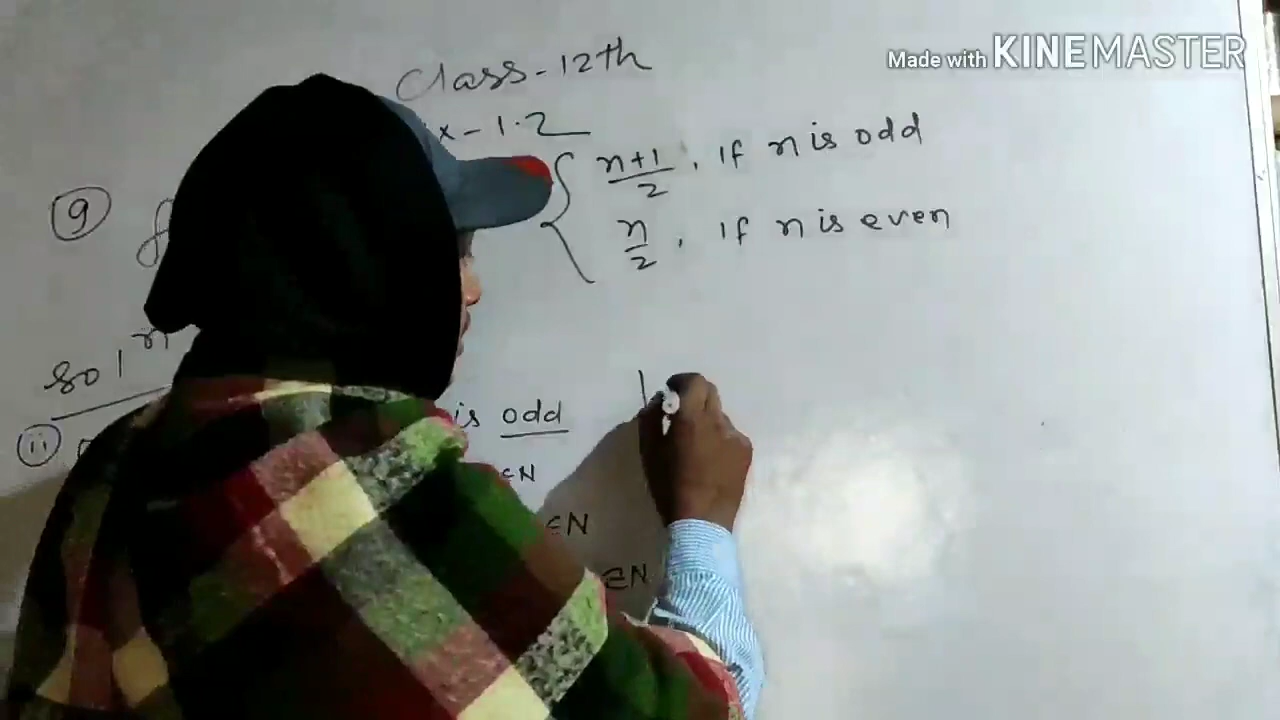 Made with KINEMASTER
Class-12th
x-1.2
9 f { n+1/2, if n is odd
n/2, if n is even
Solⁿ
ii is odd
∈N
∈N
∈N